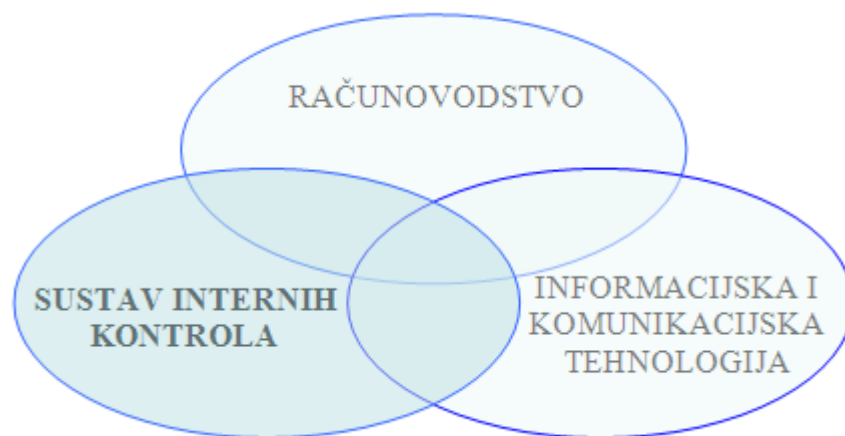 RAČUNOVODSTVO
SUSTAV INTERNIH
KONTROLA
INFORMACIJSKA I
KOMUNIKACIJSKA
TEHNOLOGIJA